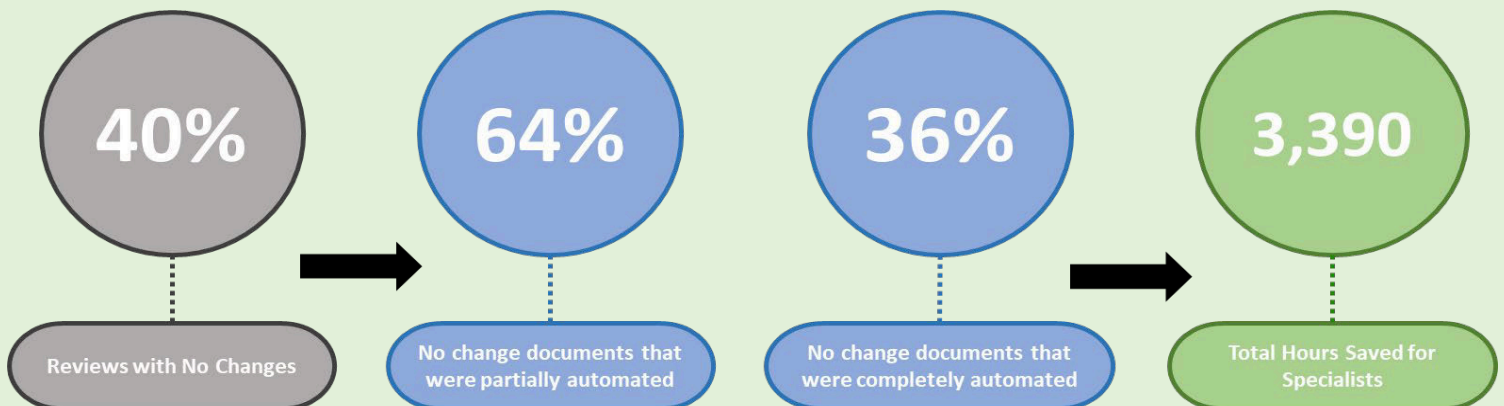 40%
64%
36%
3,390
Reviews with No Changes
No change documents that
were partially automated
No change documents that
were completely automated
Total Hours Saved for
Specialists